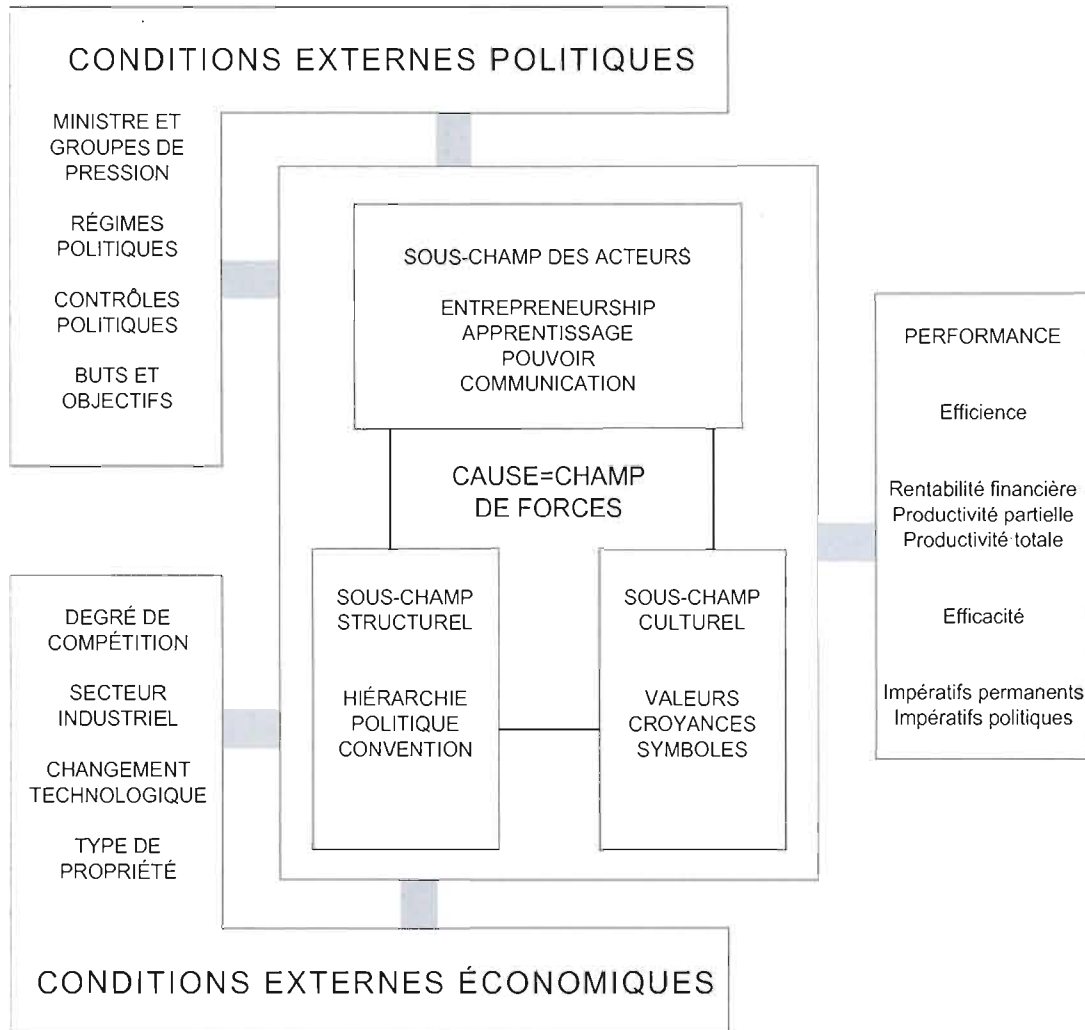 CONDITIONS EXTERNES POLITIQUES
MINISTRE ET
GROUPES DE
PRESSION
RÉGIMES
POLITIQUES
CONTRÔLES
POLITIQUES
BUTS ET
OBJECTIFS
SOUS-CHAMP DES ACTEURS
ENTREPRENEURSHIP
APPRENTISSAGE
POUVOIR
COMMUNICATION
CAUSE=CHAMP
DE FORCES
SOUS-CHAMP
STRUCTUREL
HIÉRARCHIE
POLITIQUE
CONVENTION
SOUS-CHAMP
CULTUREL
VALEURS
CROYANCES
SYMBOLES
PERFORMANCE
Efficience
Rentabilité financière
Productivité partielle
Productivité totale
Efficacité
Impératifs permanents
Impératifs politiques
DEGRÉ DE
COMPÉTITION
SECTEUR
INDUSTRIEL
CHANGEMENT
TECHNOLOGIQUE
TYPE DE
PROPRIÉTÉ
CONDITIONS EXTERNES ÉCONOMIQUES